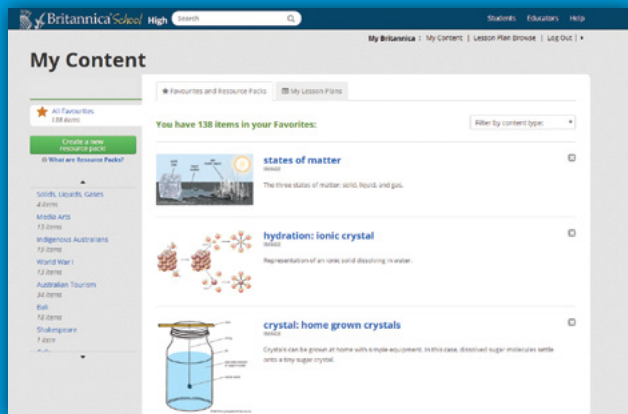 Britannica School High
Search
Students Educators Help
My Britannica : My Content | Lesson Plan Browse | Log Out |
My Content
Favourites and Resource Packs
My Lesson Plans
All Favourites
138 items
You have 138 items in your Favorites:
Filter by content type:
Create a new
resource pack!
What are Resource Packs?
Solids, Liquids, Gases
4 items
Media Arts
13 items
Indigenous Australians
World War I
13 items
Australian Tourism
34 items
Bali
Shakespeare
1 item
states of matter
IMAGE
The three states of matter: solid, liquid, and gas.
hydration: ionic crystal
IMAGE
Representation of an ionic solid dissolving in water.
crystal: home grown crystals
IMAGE
Crystals can be grown at home with simple equipment. In this case, dissolved sugar molecules settle
onto a tiny sugar crystal.